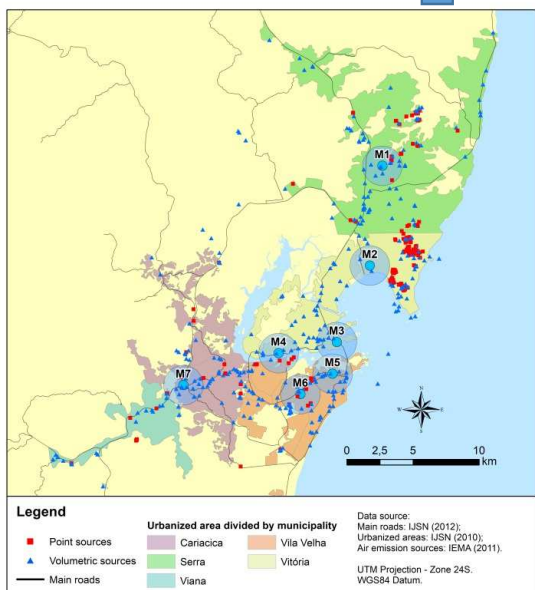 M1
M2
M3
M4
M5
M6
M7
N
W E
S
0 2,5 5 10
km
Legend
Point sources
Volumetric sources
Main roads
Urbanized area divided by municipality
Cariacica
Serra
Viana
Vila Velha
Vitória
Data source:
Main roads: IJSN (2012);
Urbanized areas: IJSN (2010);
Air emission sources: IEMA (2011).
UTM Projection - Zone 24S.
WGS84 Datum.